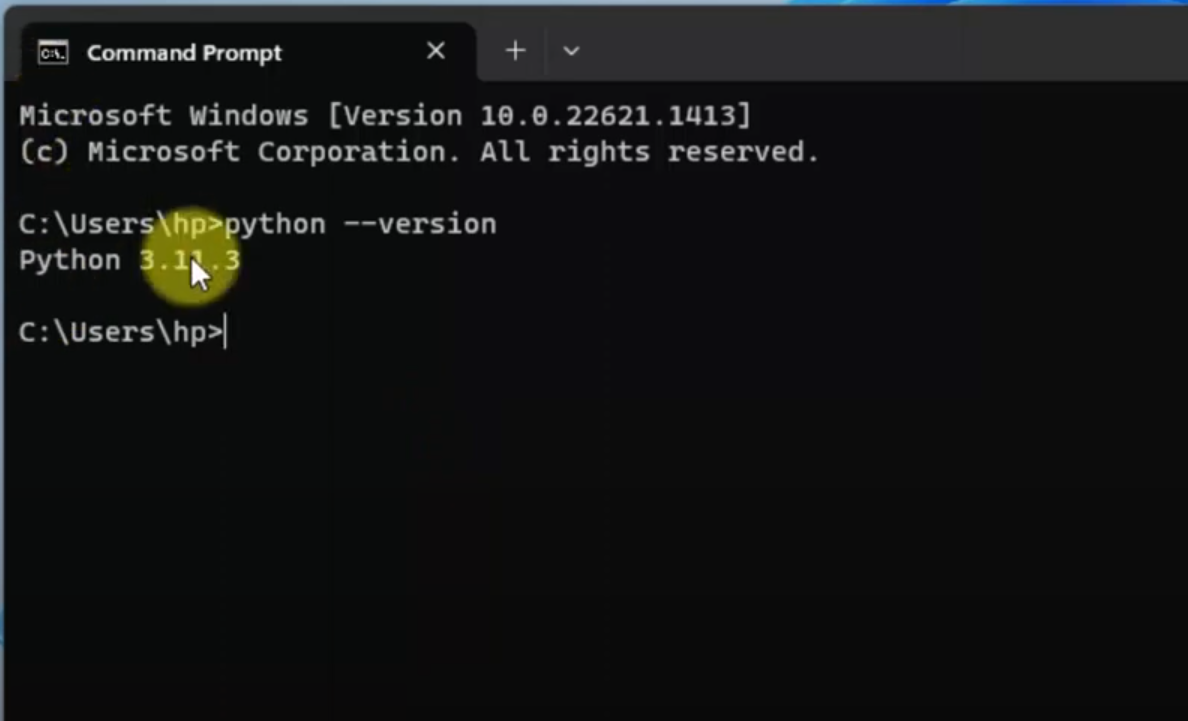 Command Prompt
Microsoft Windows [Version 10.0.22621.1413]
(c) Microsoft Corporation. All rights reserved.
C:\Users\hp>python --version
Python 3.11.3
C:\Users\hp>